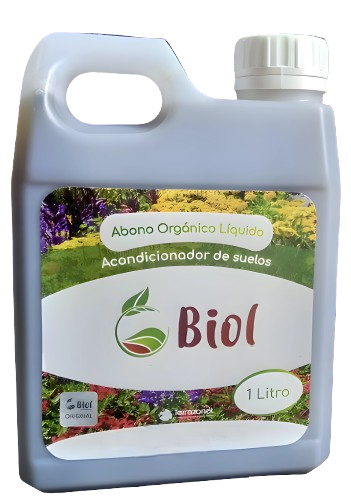 Abono Orgánico Líquido
Acondicionador de suelos
Biol
1 Litro
Biol
ORIGINAL